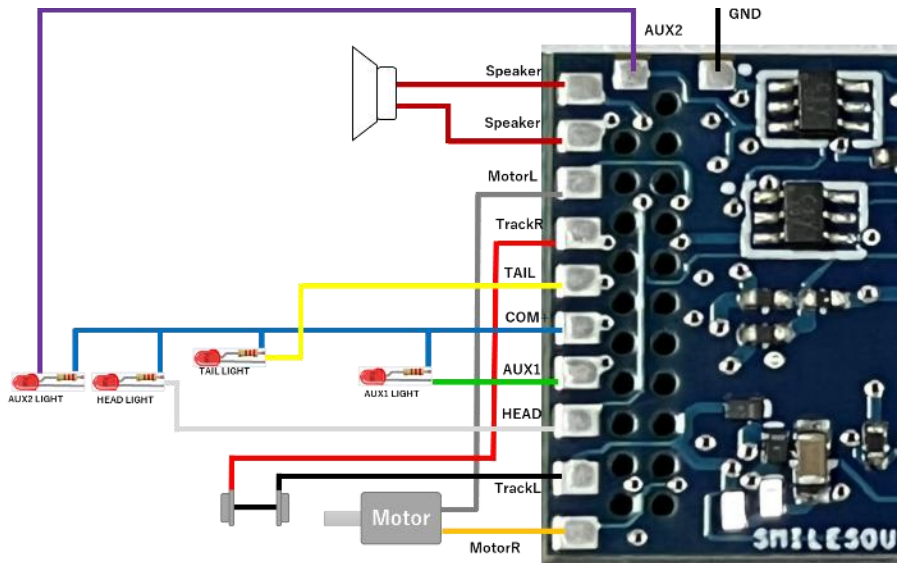 GND
AUX2
Speaker
Speaker
MotorL
TrackR
TAIL
COM+
TAIL LIGHT
AUX1
AUX2 LIGHT
HEAD LIGHT
AUX1 LIGHT
HEAD
TrackL
Motor
MotorR
SMILESOU